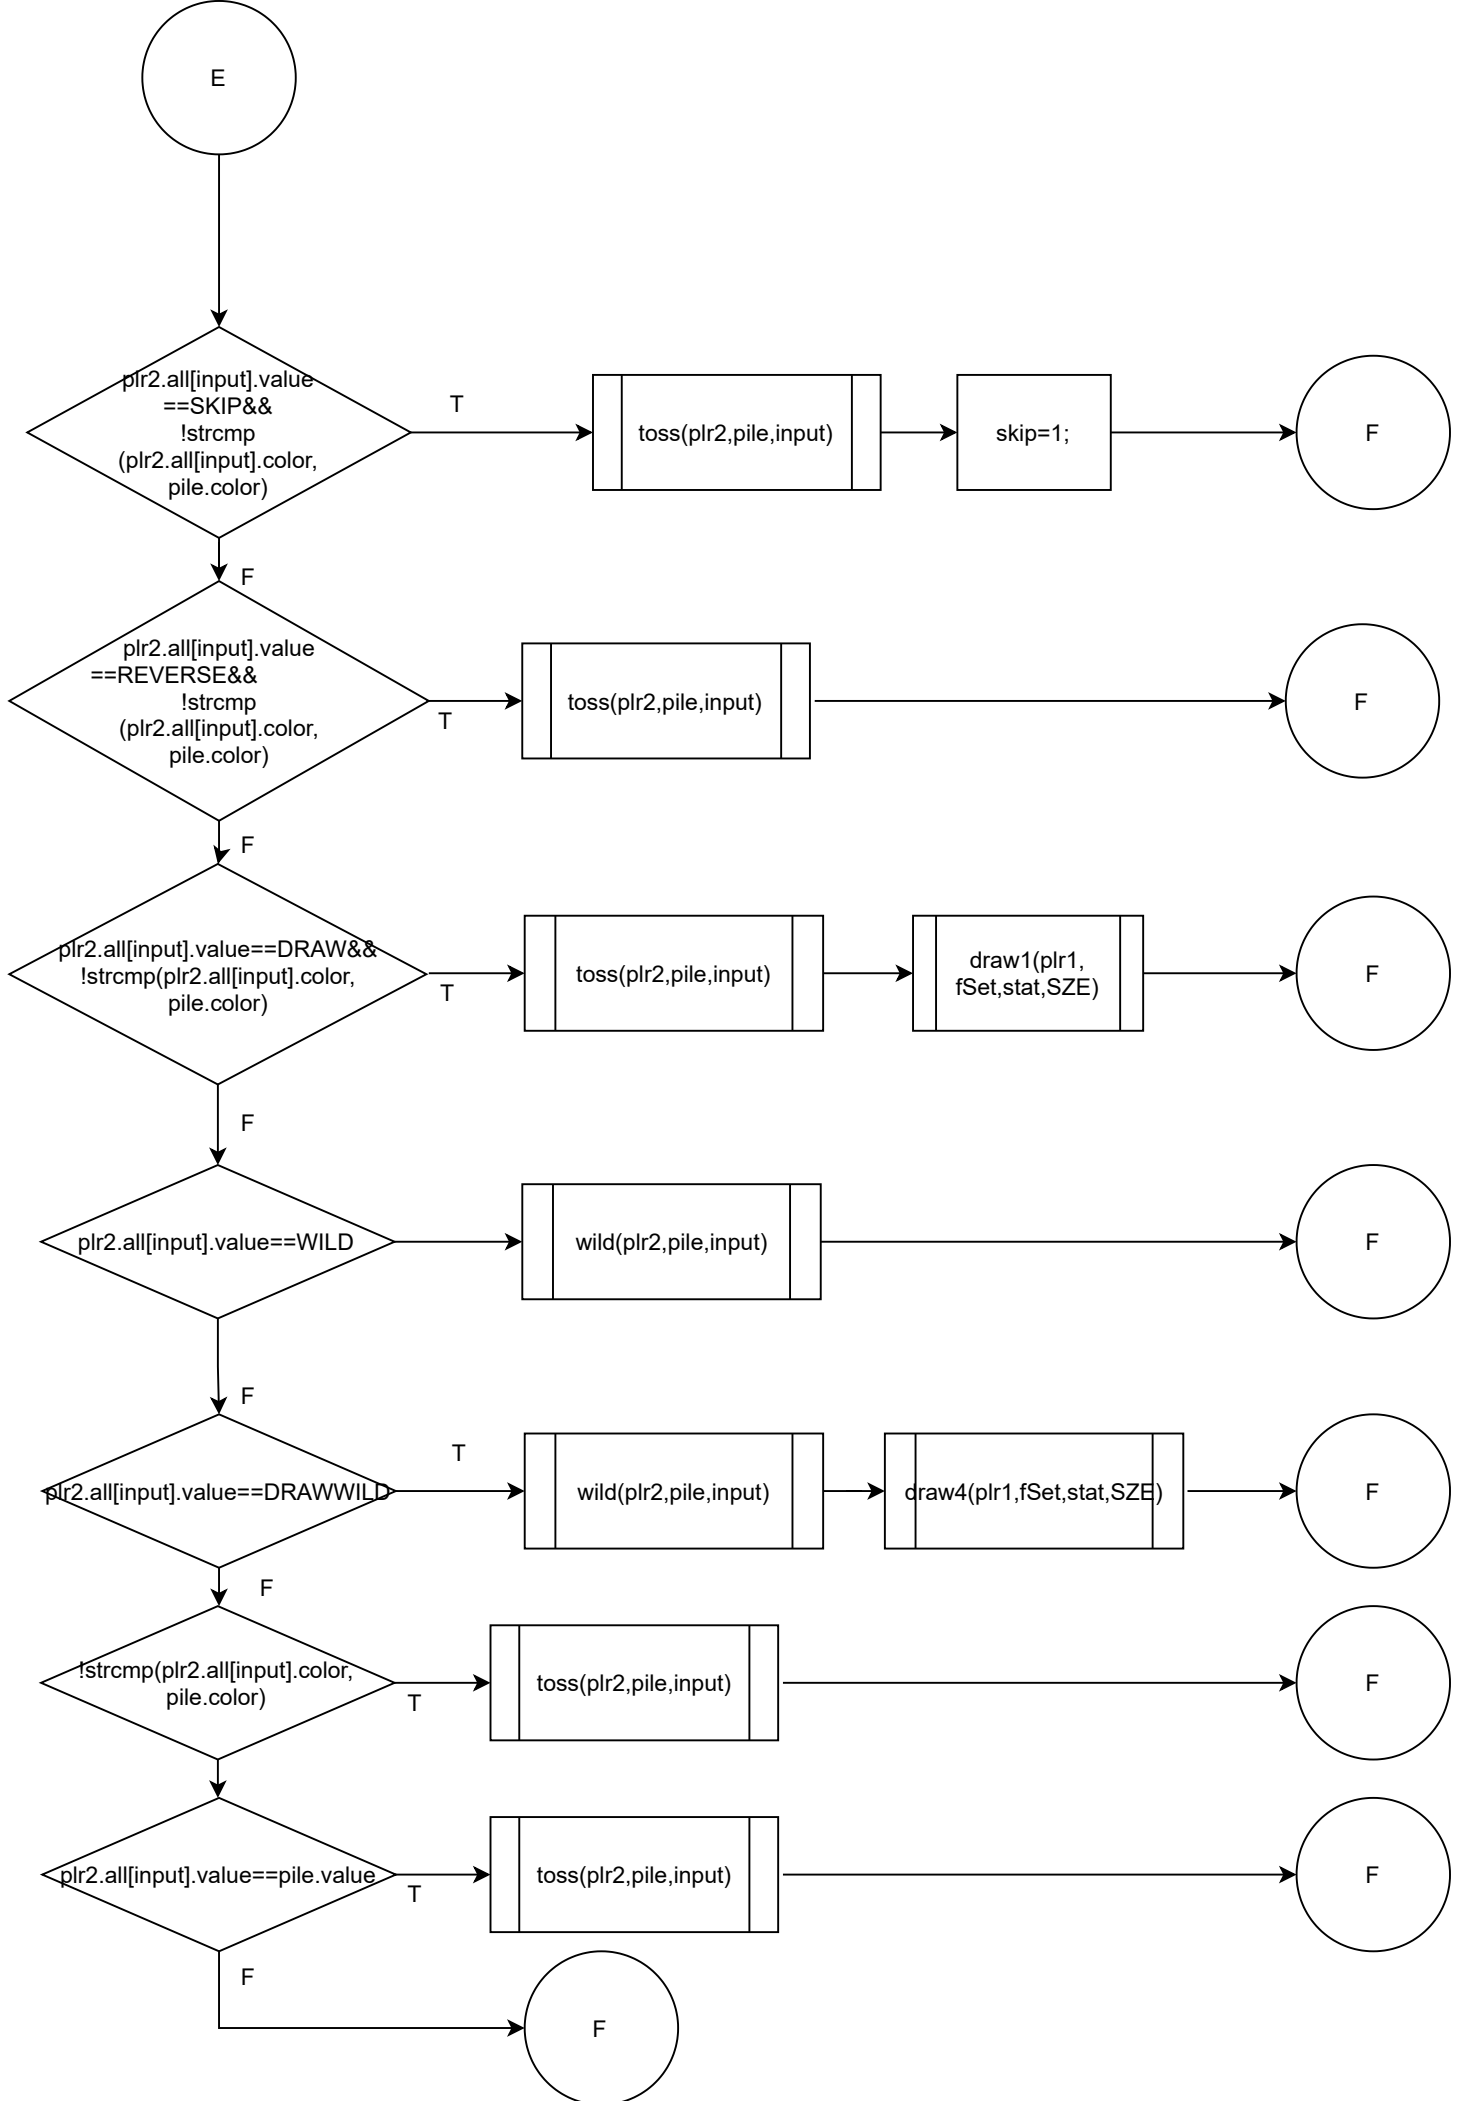 E
plr2.all[input].value
==SKIP&&
!strcmp
(plr2.all[input].color,
pile.color)
T
toss(plr2,pile,input)
skip=1;
F
F
plr2.all[input].value
==REVERSE&&
!strcmp
(plr2.all[input].color,
pile.color)
T
toss(plr2,pile,input)
F
F
plr2.all[input].value==DRAW&&
!strcmp(plr2.all[input].color,
pile.color)
T
toss(plr2,pile,input)
draw1(plr1,
fSet,stat,SZE)
F
F
plr2.all[input].value==WILD
wild(plr2,pile,input)
F
F
plr2.all[input].value==DRAWWILD
T
wild(plr2,pile,input)
draw4(plr1,fSet,stat,SZE)
F
F
!strcmp(plr2.all[input].color,
pile.color)
T
toss(plr2,pile,input)
F
plr2.all[input].value==pile.value
T
toss(plr2,pile,input)
F
F
F